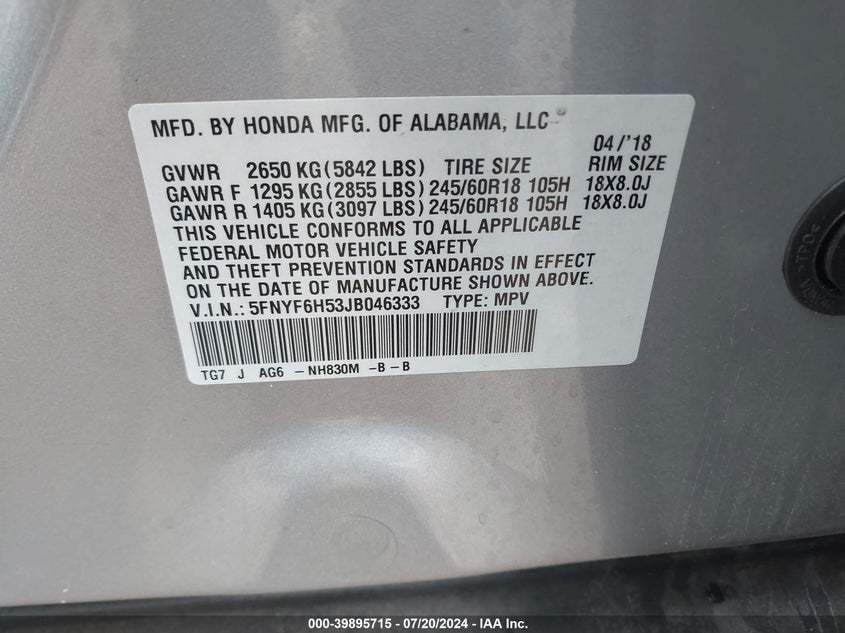 MFD. BY HONDA MFG. OF ALABAMA, LLC
04/'18
GVWR 2650 KG(5842 LBS) TIRE SIZE RIM SIZE
GAWR F 1295 KG(2855 LBS) 245/60R18 105H 18X8.0J
GAWR R 1405 KG(3097 LBS) 245/60R18 105H 18X8.0J
THIS VEHICLE CONFORMS TO ALL APPLICABLE
FEDERAL MOTOR VEHICLE SAFETY
AND THEFT PREVENTION STANDARDS IN EFFECT
ON THE DATE OF MANUFACTURE SHOWN ABOVE.
V.I.N.: 5FNYF6H53JB046333 TYPE: MPV
TG7 J AG6 -NH830M -B-B
>TPO<
000-39895715 - 07/20/2024 - IAA Inc.